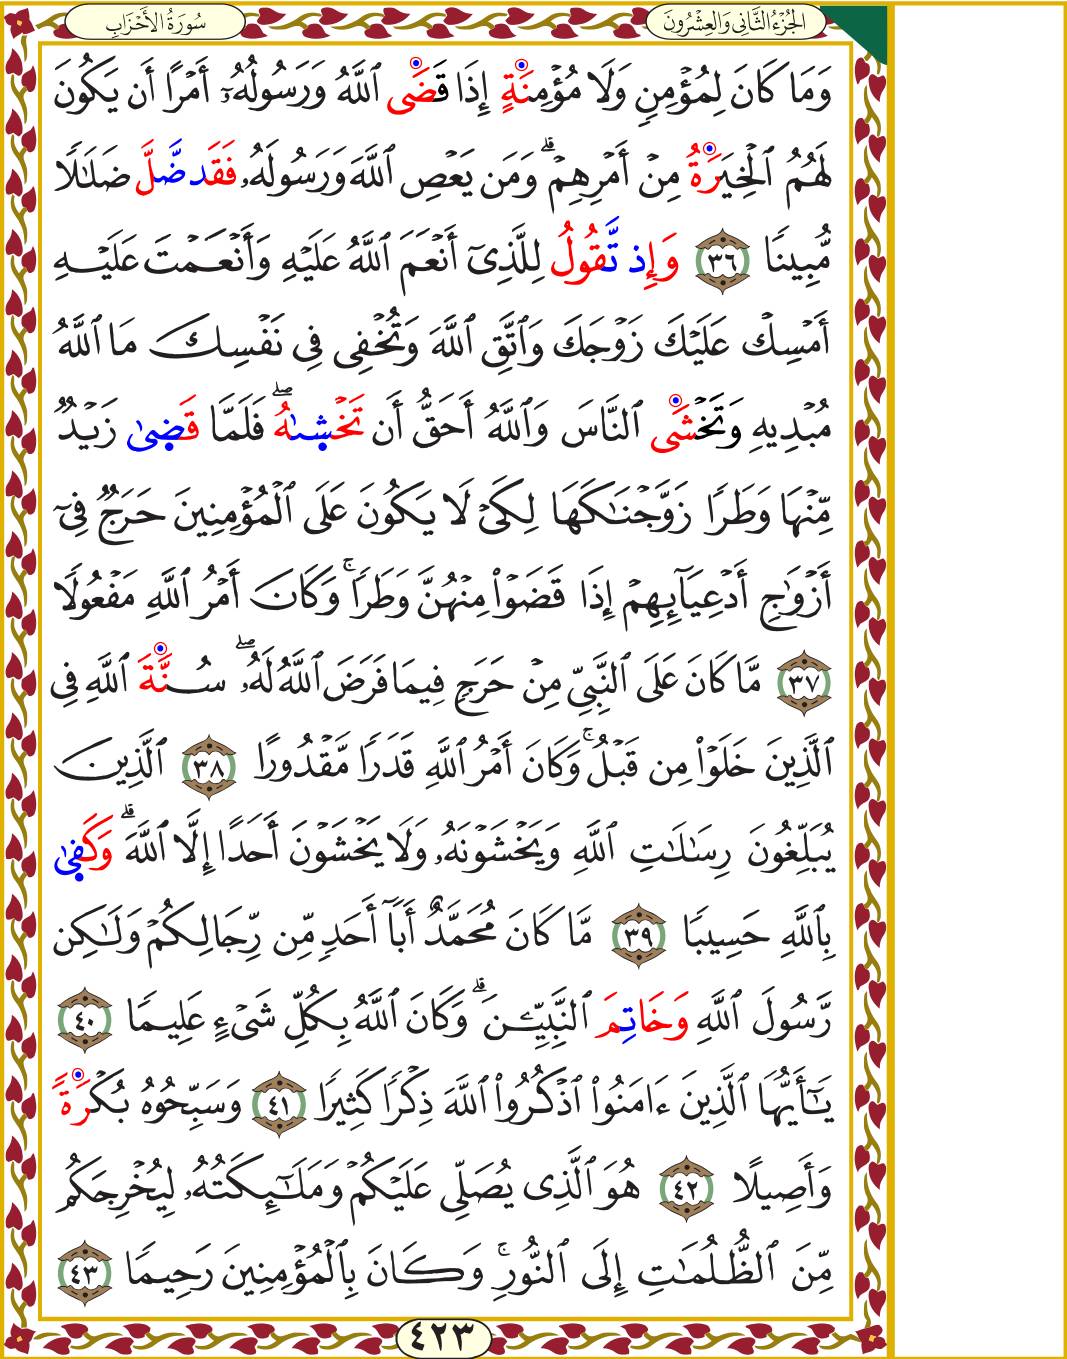 الجُزْءُ الثَّانِي وَالعِشْرُونَ
سُورَةُ الأَحْزَابِ
وَمَا كَانَ لِمُؤْمِنٍ وَلَا مُؤْمِنَةٍ إِذَا قَضَى ٱللَّهُ وَرَسُولُهُۥٓ أَمْرًا أَن يَكُونَ
لَهُمُ ٱلْخِيَرَةُ مِنْ أَمْرِهِمْ ۗ وَمَن يَعْصِ ٱللَّهَ وَرَسُولَهُۥ فَقَد ضَّلَّ ضَلَٰلًا
مُّبِينًا ٣٦ وَإِذ تَّقُولُ لِلَّذِىٓ أَنْعَمَ ٱللَّهُ عَلَيْهِ وَأَنْعَمْتَ عَلَيْهِ
أَمْسِكْ عَلَيْكَ زَوْجَكَ وَٱتَّقِ ٱللَّهَ وَتُخْفِى فِى نَفْسِكَ مَا ٱللَّهُ
مُبْدِيهِ وَتَخْشَى ٱلنَّاسَ وَٱللَّهُ أَحَقُّ أَن تَخْشىٰهُ ۖ فَلَمَّا قَضىٰ زَيْدٌ
مِّنْهَا وَطَرًا زَوَّجْنَٰكَهَا لِكَىْ لَا يَكُونَ عَلَى ٱلْمُؤْمِنِينَ حَرَجٌ فِىٓ
أَزْوَٰجِ أَدْعِيَآئِهِمْ إِذَا قَضَوْا۟ مِنْهُنَّ وَطَرًا ۚ وَكَانَ أَمْرُ ٱللَّهِ مَفْعُولًا
٣٧ مَّا كَانَ عَلَى ٱلنَّبِىِّ مِنْ حَرَجٍ فِيمَا فَرَضَ ٱللَّهُ لَهُۥ ۖ سُنَّةَ ٱللَّهِ فِى
ٱلَّذِينَ خَلَوْا۟ مِن قَبْلُ ۚ وَكَانَ أَمْرُ ٱللَّهِ قَدَرًا مَّقْدُورًا ٣٨ ٱلَّذِينَ
يُبَلِّغُونَ رِسَٰلَٰتِ ٱللَّهِ وَيَخْشَوْنَهُۥ وَلَا يَخْشَوْنَ أَحَدًا إِلَّا ٱللَّهَ ۗ وَكَفىٰ
بِٱللَّهِ حَسِيبًا ٣٩ مَّا كَانَ مُحَمَّدٌ أَبَآ أَحَدٍ مِّن رِّجَالِكُمْ وَلَٰكِن
رَّسُولَ ٱللَّهِ وَخَاتِمَ ٱلنَّبِيِّـۧنَ ۗ وَكَانَ ٱللَّهُ بِكُلِّ شَىْءٍ عَلِيمًا ٤٠
يَٰٓأَيُّهَا ٱلَّذِينَ ءَامَنُوا۟ ٱذْكُرُوا۟ ٱللَّهَ ذِكْرًا كَثِيرًا ٤١ وَسَبِّحُوهُ بُكْرَةً
وَأَصِيلًا ٤٢ هُوَ ٱلَّذِى يُصَلِّى عَلَيْكُمْ وَمَلَٰٓئِكَتُهُۥ لِيُخْرِجَكُم
مِّنَ ٱلظُّلُمَٰتِ إِلَى ٱلنُّورِ ۚ وَكَانَ بِٱلْمُؤْمِنِينَ رَحِيمًا ٤٣
٤٢٣